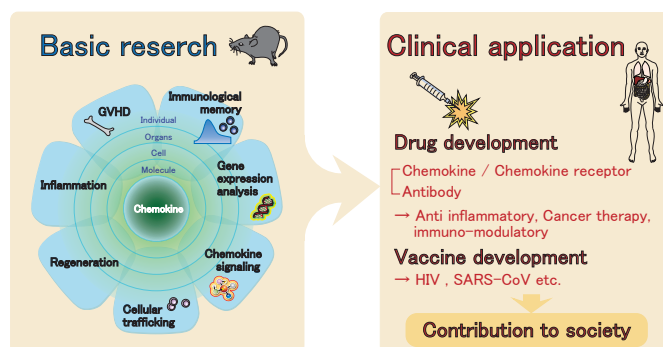 Basic reserch
GVHD
Immunological
memory
Individual
Organs
Cell
Molecule
Inflammation
Gene
expression
analysis
Chemokine
Regeneration
Chemokine
signaling
Cellular
trafficking
Clinical application
Drug development
Chemokine / Chemokine receptor
Antibody
→ Anti inflammatory, Cancer therapy,
immuno-modulatory
Vaccine development
→ HIV , SARS-CoV etc.
Contribution to society